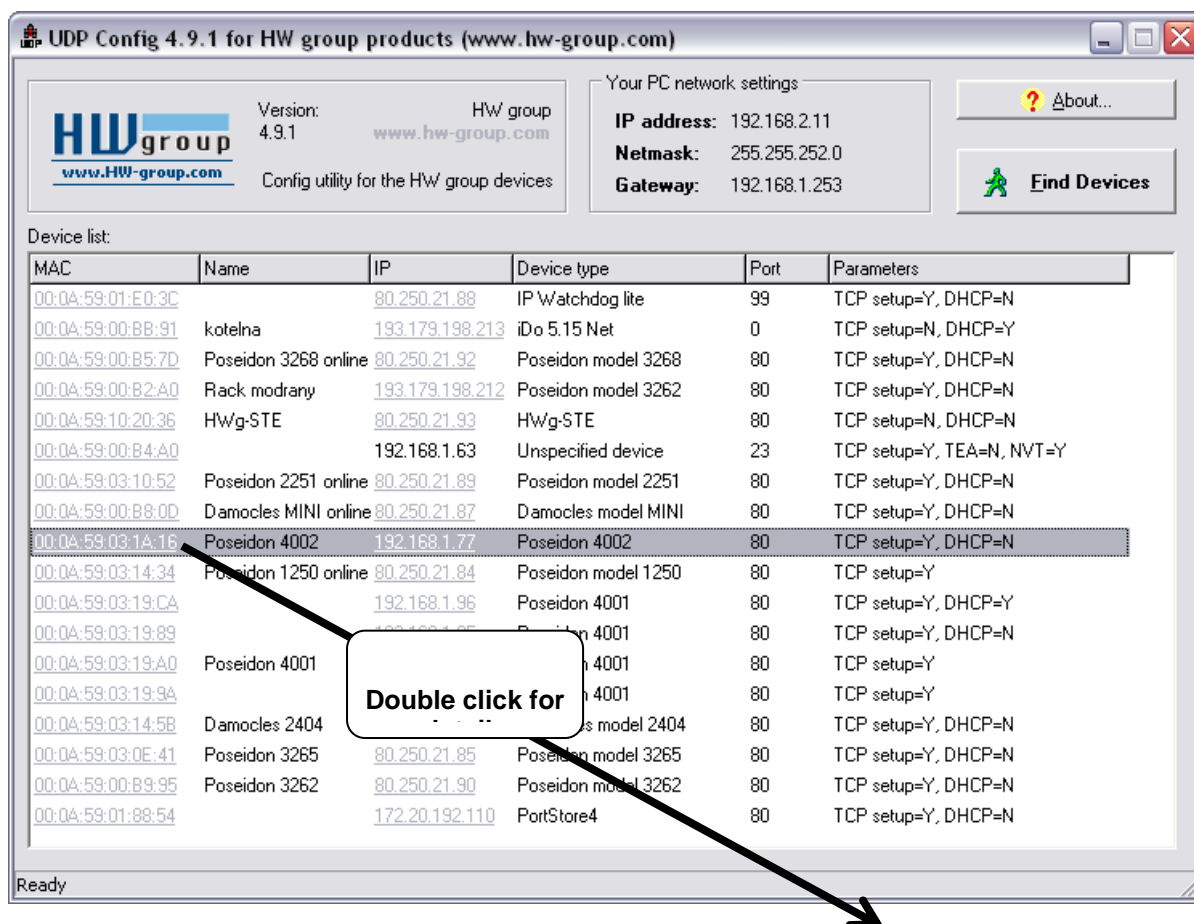 UDP Config 4.9.1 for HW group products (www.hw-group.com)
HW group
www.HW-group.com
Version: HW group
4.9.1 www.hw-group.com
Config utility for the HW group devices
Your PC network settings
IP address: 192.168.2.11
Netmask: 255.255.252.0
Gateway: 192.168.1.253
About...
Find Devices
Device list:
MAC Name IP Device type Port Parameters
00:0A:59:01:E0:3C 80.250.21.88 IP Watchdog lite 99 TCP setup=Y, DHCP=N
00:0A:59:00:BB:91 kotelna 193.179.198.213 iDo 5.15 Net 0 TCP setup=N, DHCP=Y
00:0A:59:00:B5:7D Poseidon 3268 online 80.250.21.92 Poseidon model 3268 80 TCP setup=Y, DHCP=N
00:0A:59:00:B2:A0 Rack modrany 193.179.198.212 Poseidon model 3262 80 TCP setup=Y, DHCP=N
00:0A:59:10:20:36 HWg-STE 80.250.21.93 HWg-STE 80 TCP setup=N, DHCP=N
00:0A:59:00:B4:A0 192.168.1.63 Unspecified device 23 TCP setup=Y, TEA=N, NVT=Y
00:0A:59:03:10:52 Poseidon 2251 online 80.250.21.89 Poseidon model 2251 80 TCP setup=Y, DHCP=N
00:0A:59:00:B8:0D Damocles MINI online 80.250.21.87 Damocles model MINI 80 TCP setup=Y, DHCP=N
00:0A:59:03:1A:16 Poseidon 4002 192.168.1.77 Poseidon 4002 80 TCP setup=Y, DHCP=N
00:0A:59:03:14:34 Poseidon 1250 online 80.250.21.84 Poseidon model 1250 80 TCP setup=Y
00:0A:59:03:19:CA 192.168.1.96 Poseidon 4001 80 TCP setup=Y, DHCP=Y
00:0A:59:03:19:89 4001 80 TCP setup=Y, DHCP=N
00:0A:59:03:19:A0 Poseidon 4001 4001 80 TCP setup=Y
00:0A:59:03:19:9A 4001 80 TCP setup=Y
Double click for
00:0A:59:03:14:5B Damocles 2404 model 2404 80 TCP setup=Y, DHCP=N
00:0A:59:03:0E:41 Poseidon 3265 80.250.21.85 Poseidon model 3265 80 TCP setup=Y, DHCP=N
00:0A:59:00:B9:95 Poseidon 3262 80.250.21.90 Poseidon model 3262 80 TCP setup=Y, DHCP=N
00:0A:59:01:88:54 172.20.192.110 PortStore4 80 TCP setup=Y, DHCP=N
Ready